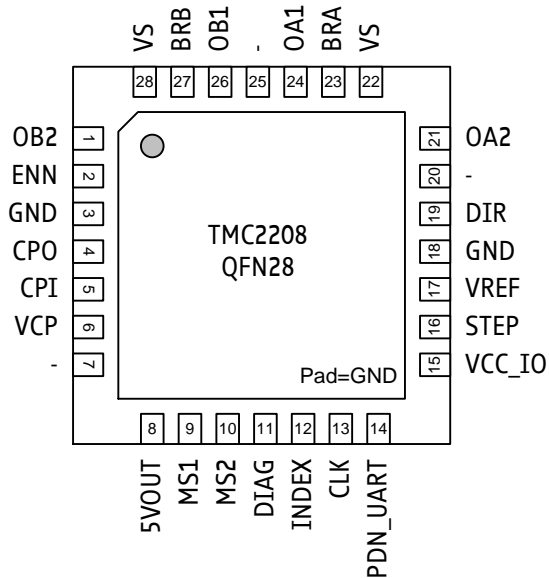 VS BRB OB1 - OA1 BRA VS
28 27 26 25 24 23 22
OB2 1
ENN 2
GND 3
CPO 4
CPI 5
VCP 6
- 7
TMC2208
QFN28
Pad=GND
21 OA2
20 -
19 DIR
18 GND
17 VREF
16 STEP
15 VCC_IO
8 9 10 11 12 13 14
5VOUT MS1 MS2 DIAG INDEX CLK PDN_UART